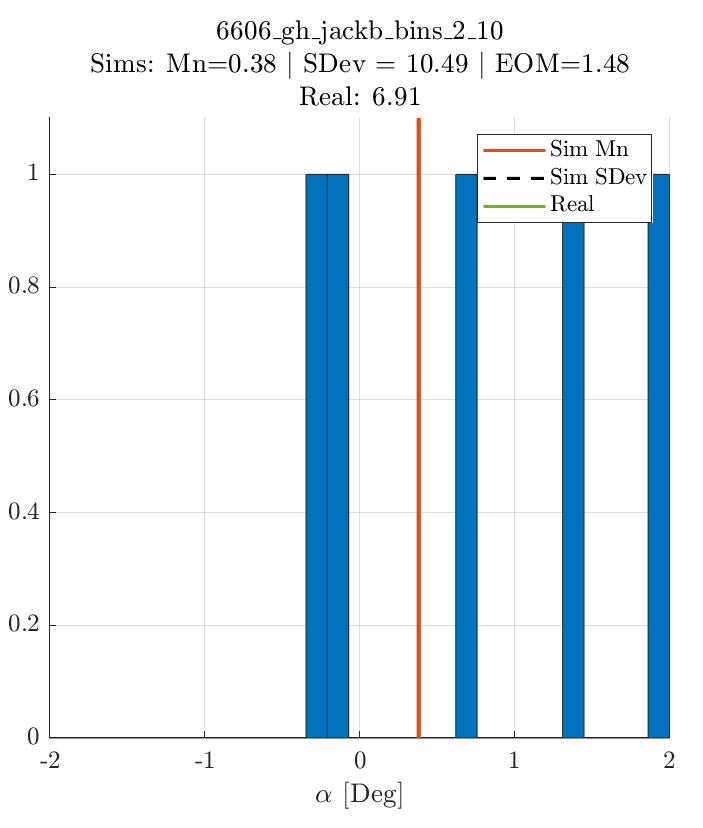 6606_gh_jackb_bins_2_10
Sims: Mn=0.38 | SDev = 10.49 | EOM=1.48
Real: 6.91
Sim Mn
Sim SDev
Real
1
0.8
0.6
0.4
0.2
0
-2 -1 0 1 2
α [Deg]